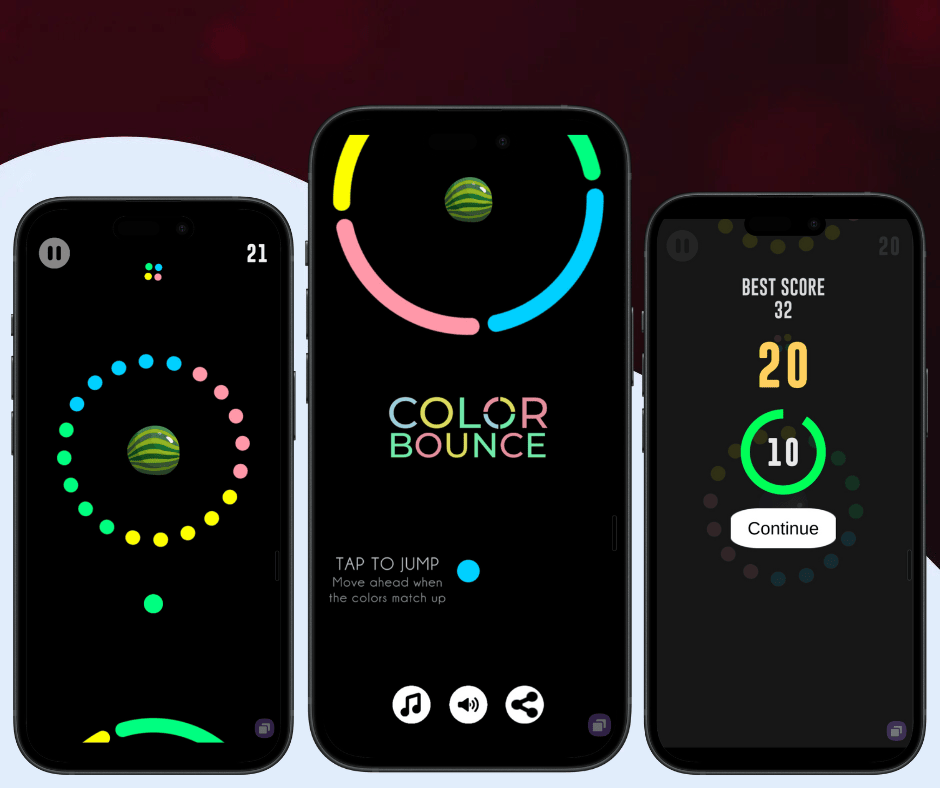 21
COLOR
BOUNCE
TAP TO JUMP
Move ahead when
the colors match up
20
BEST SCORE
32
20
10
Continue